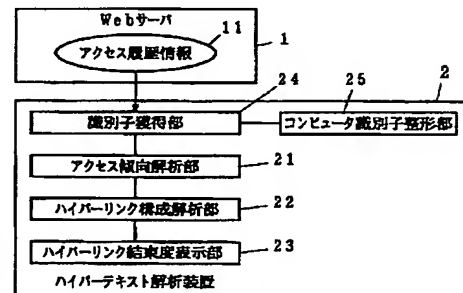 Webサーバ
11
アクセス履歴情報
1
24
25
2
識別子獲得部
コンピュータ識別子整形部
アクセス傾向解析部
21
ハイパーリンク構成解析部
22
ハイパーリンク結束度表示部
23
ハイパーテキスト解析装置